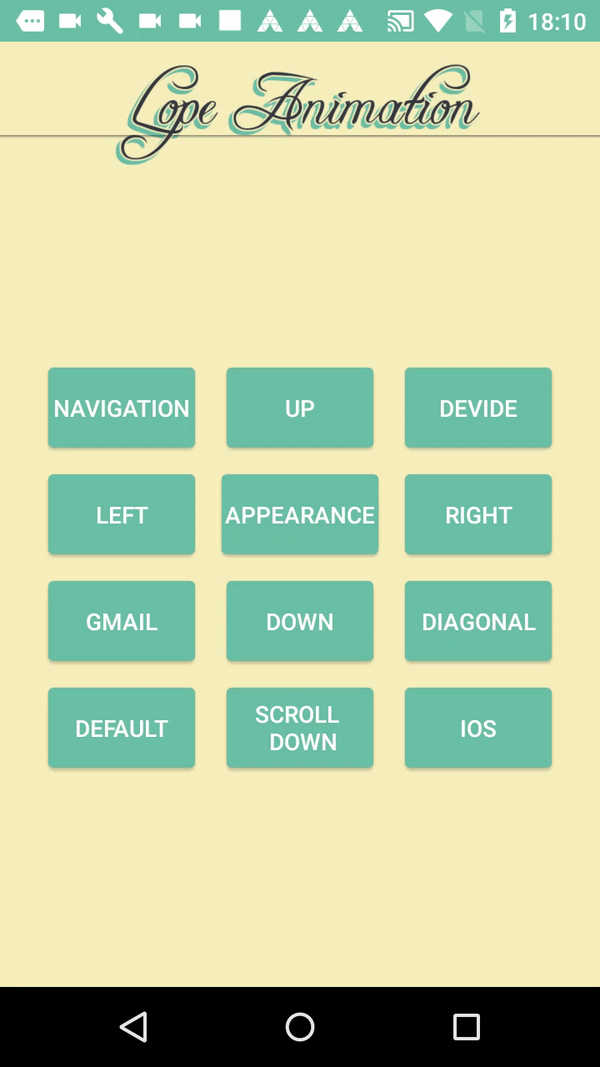 18:10
Lope Animation
NAVIGATION
UP
DEVIDE
LEFT
APPEARANCE
RIGHT
GMAIL
DOWN
DIAGONAL
DEFAULT
SCROLL
DOWN
IOS